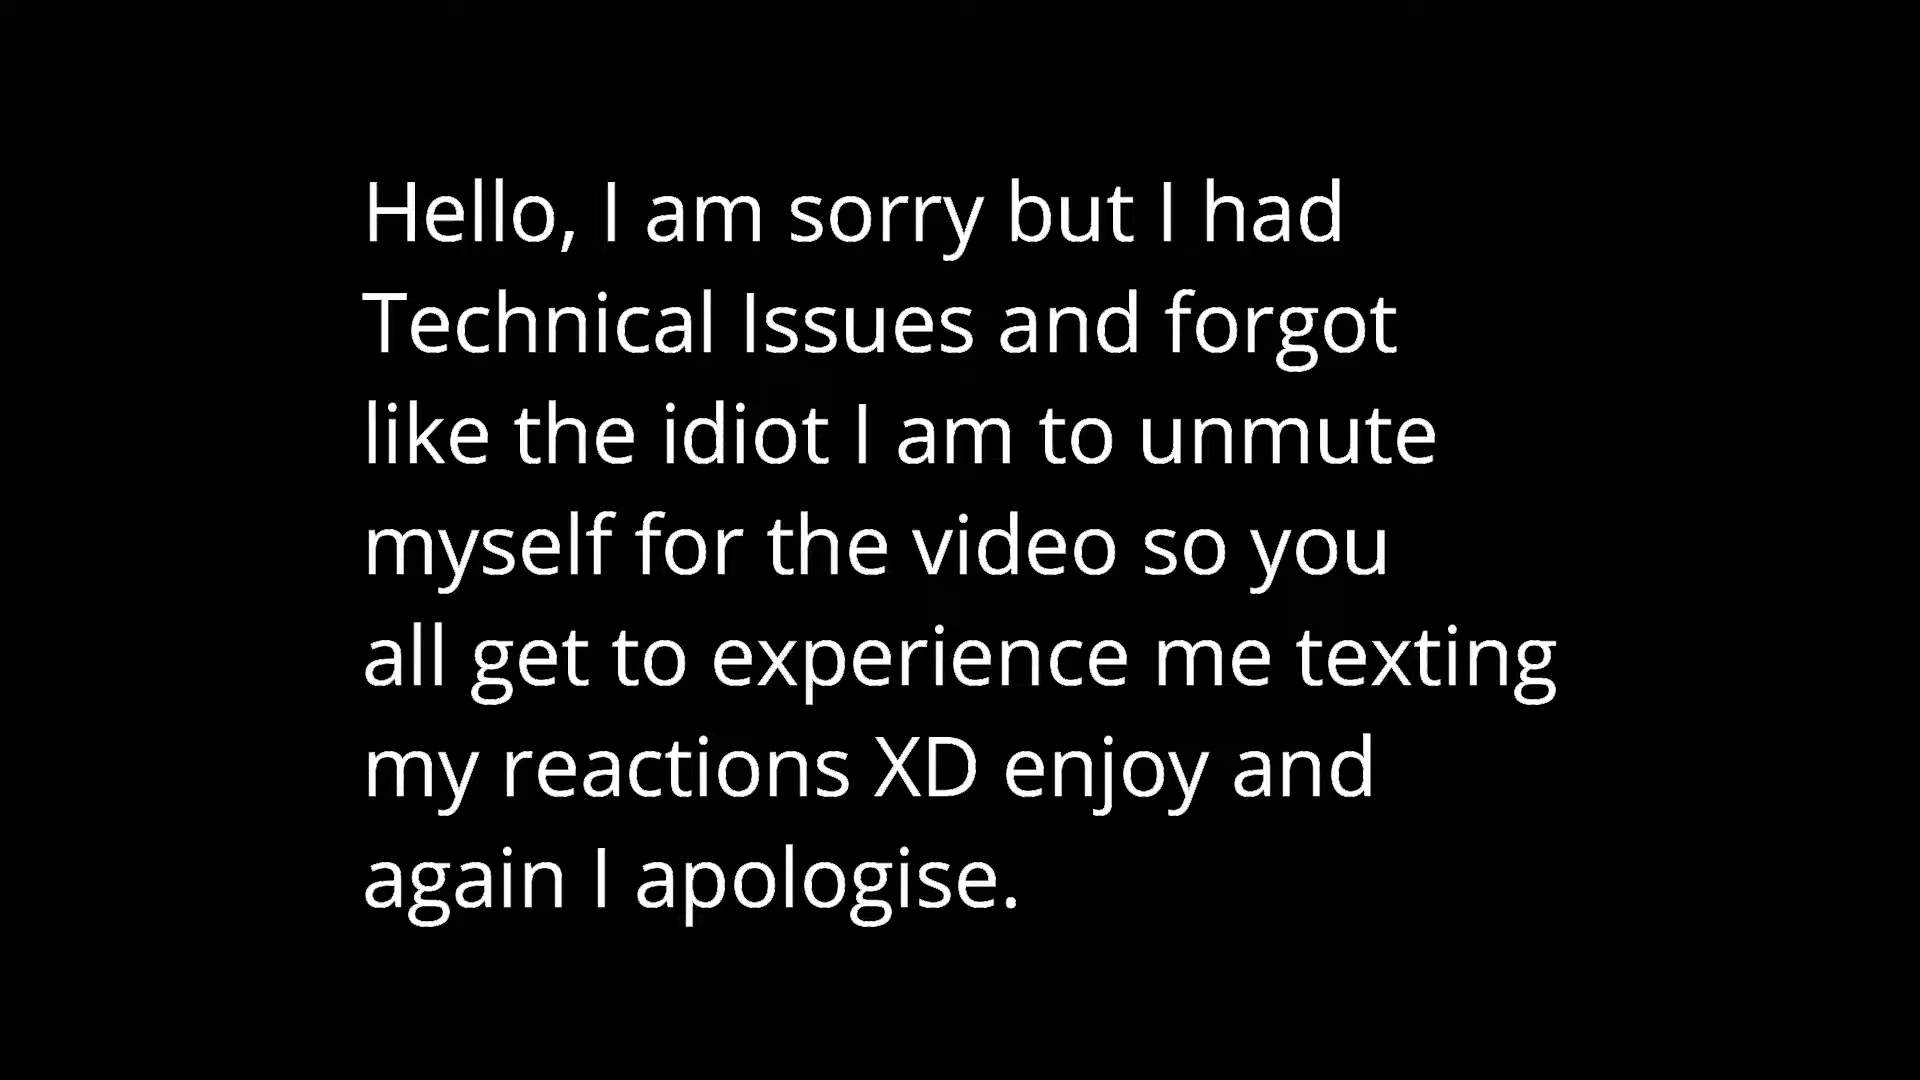 Hello, I am sorry but I had
Technical Issues and forgot
like the idiot I am to unmute
myself for the video so you
all get to experience me texting
my reactions XD enjoy and
again I apologise.